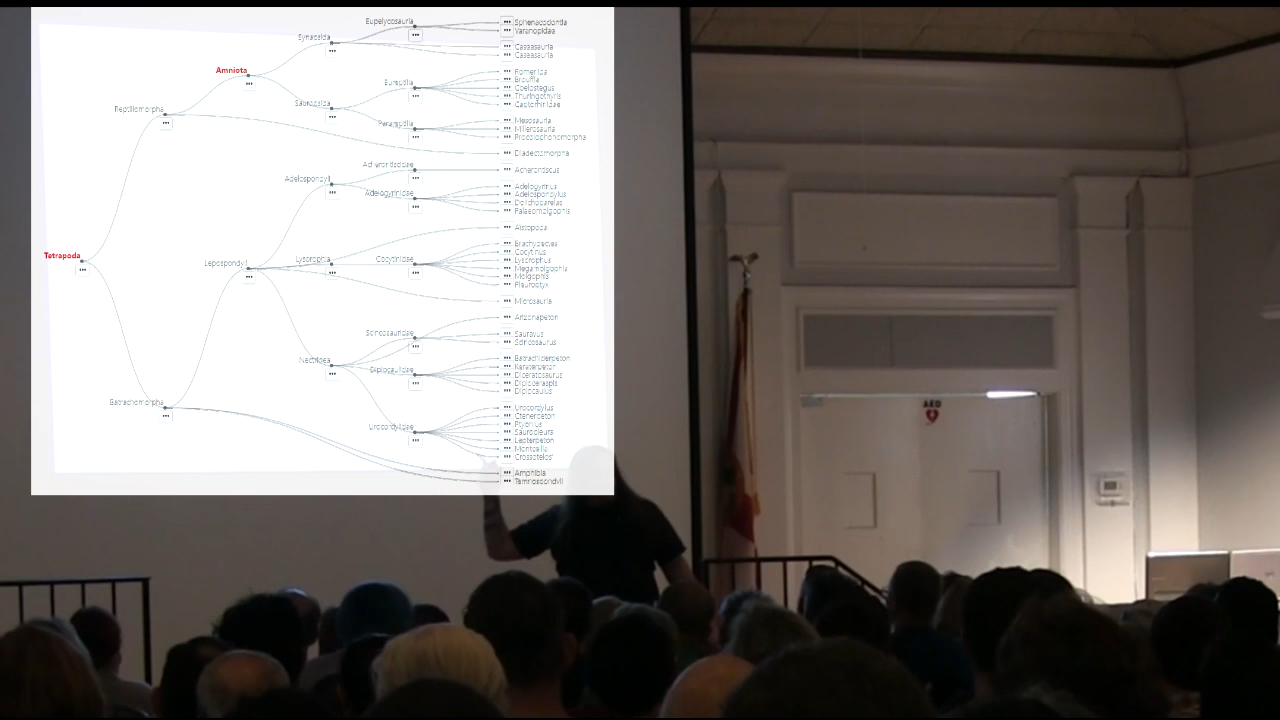 Eupelycosauria
Sphenacodontia
Varanopidae
Synapsida
Caseasauria
Caseasauria
Amniota
Romeriida
Brouffia
Eureptilia
Coelostegus
Thuringothyris
Captorhinidae
Sauropsida
Reptiliomorpha
Mesosauria
Parareptilia
Millerosauria
Procolophonomorpha
Diadectomorpha
Acherontiscidae
Acherontiscus
Adelospondyli
Adelogyrinus
Adelogyrinidae
Adelospondylus
Dolichopareias
Palaeomolgophis
Aistopoda
Tetrapoda
Brachydectes
Cocytinus
Lysorophia
Cocytinidae
Lysorophus
Lepospondyli
Megamolgophis
Molgophis
Pleuroptyx
Microsauria
Arizonapeton
Scincosauridae
Sauravus
Scincosaurus
Nectridea
Batrachiderpeton
Keraterpeton
Diplocaulidae
Diceratosaurus
Diploceraspis
Diplocaulus
Batrachomorpha
Urocordylus
Ctenerpeton
Ptyonius
Urocordylidae
Sauropleura
Lepterpeton
Montcellia
Crossotelos
Amphibia
Temnospondyli
AED